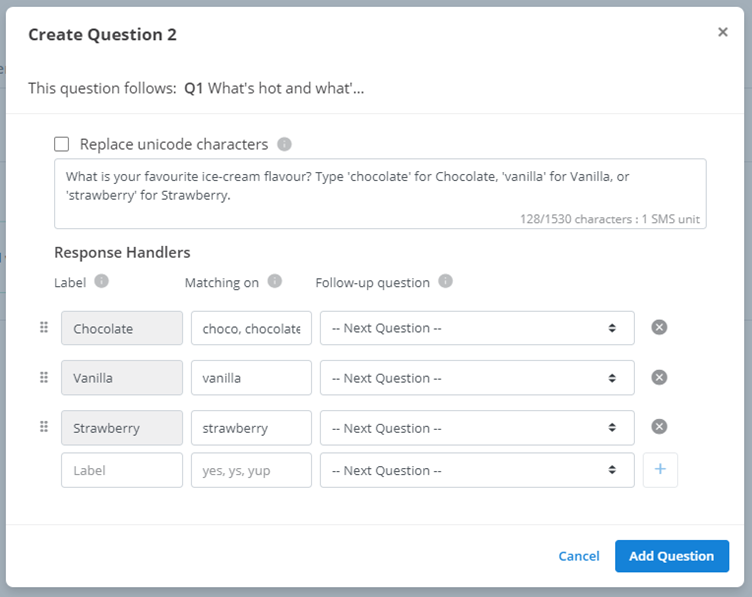 Create Question 2
×
This question follows: Q1 What's hot and what'...
Replace unicode characters
What is your favourite ice-cream flavour? Type 'chocolate' for Chocolate, 'vanilla' for Vanilla, or
'strawberry' for Strawberry.
128/1530 characters : 1 SMS unit
Response Handlers
Label Matching on Follow-up question
Chocolate choco, chocolate -- Next Question --
Vanilla vanilla -- Next Question --
Strawberry strawberry -- Next Question --
Label yes, ys, yup -- Next Question -- +
Cancel Add Question